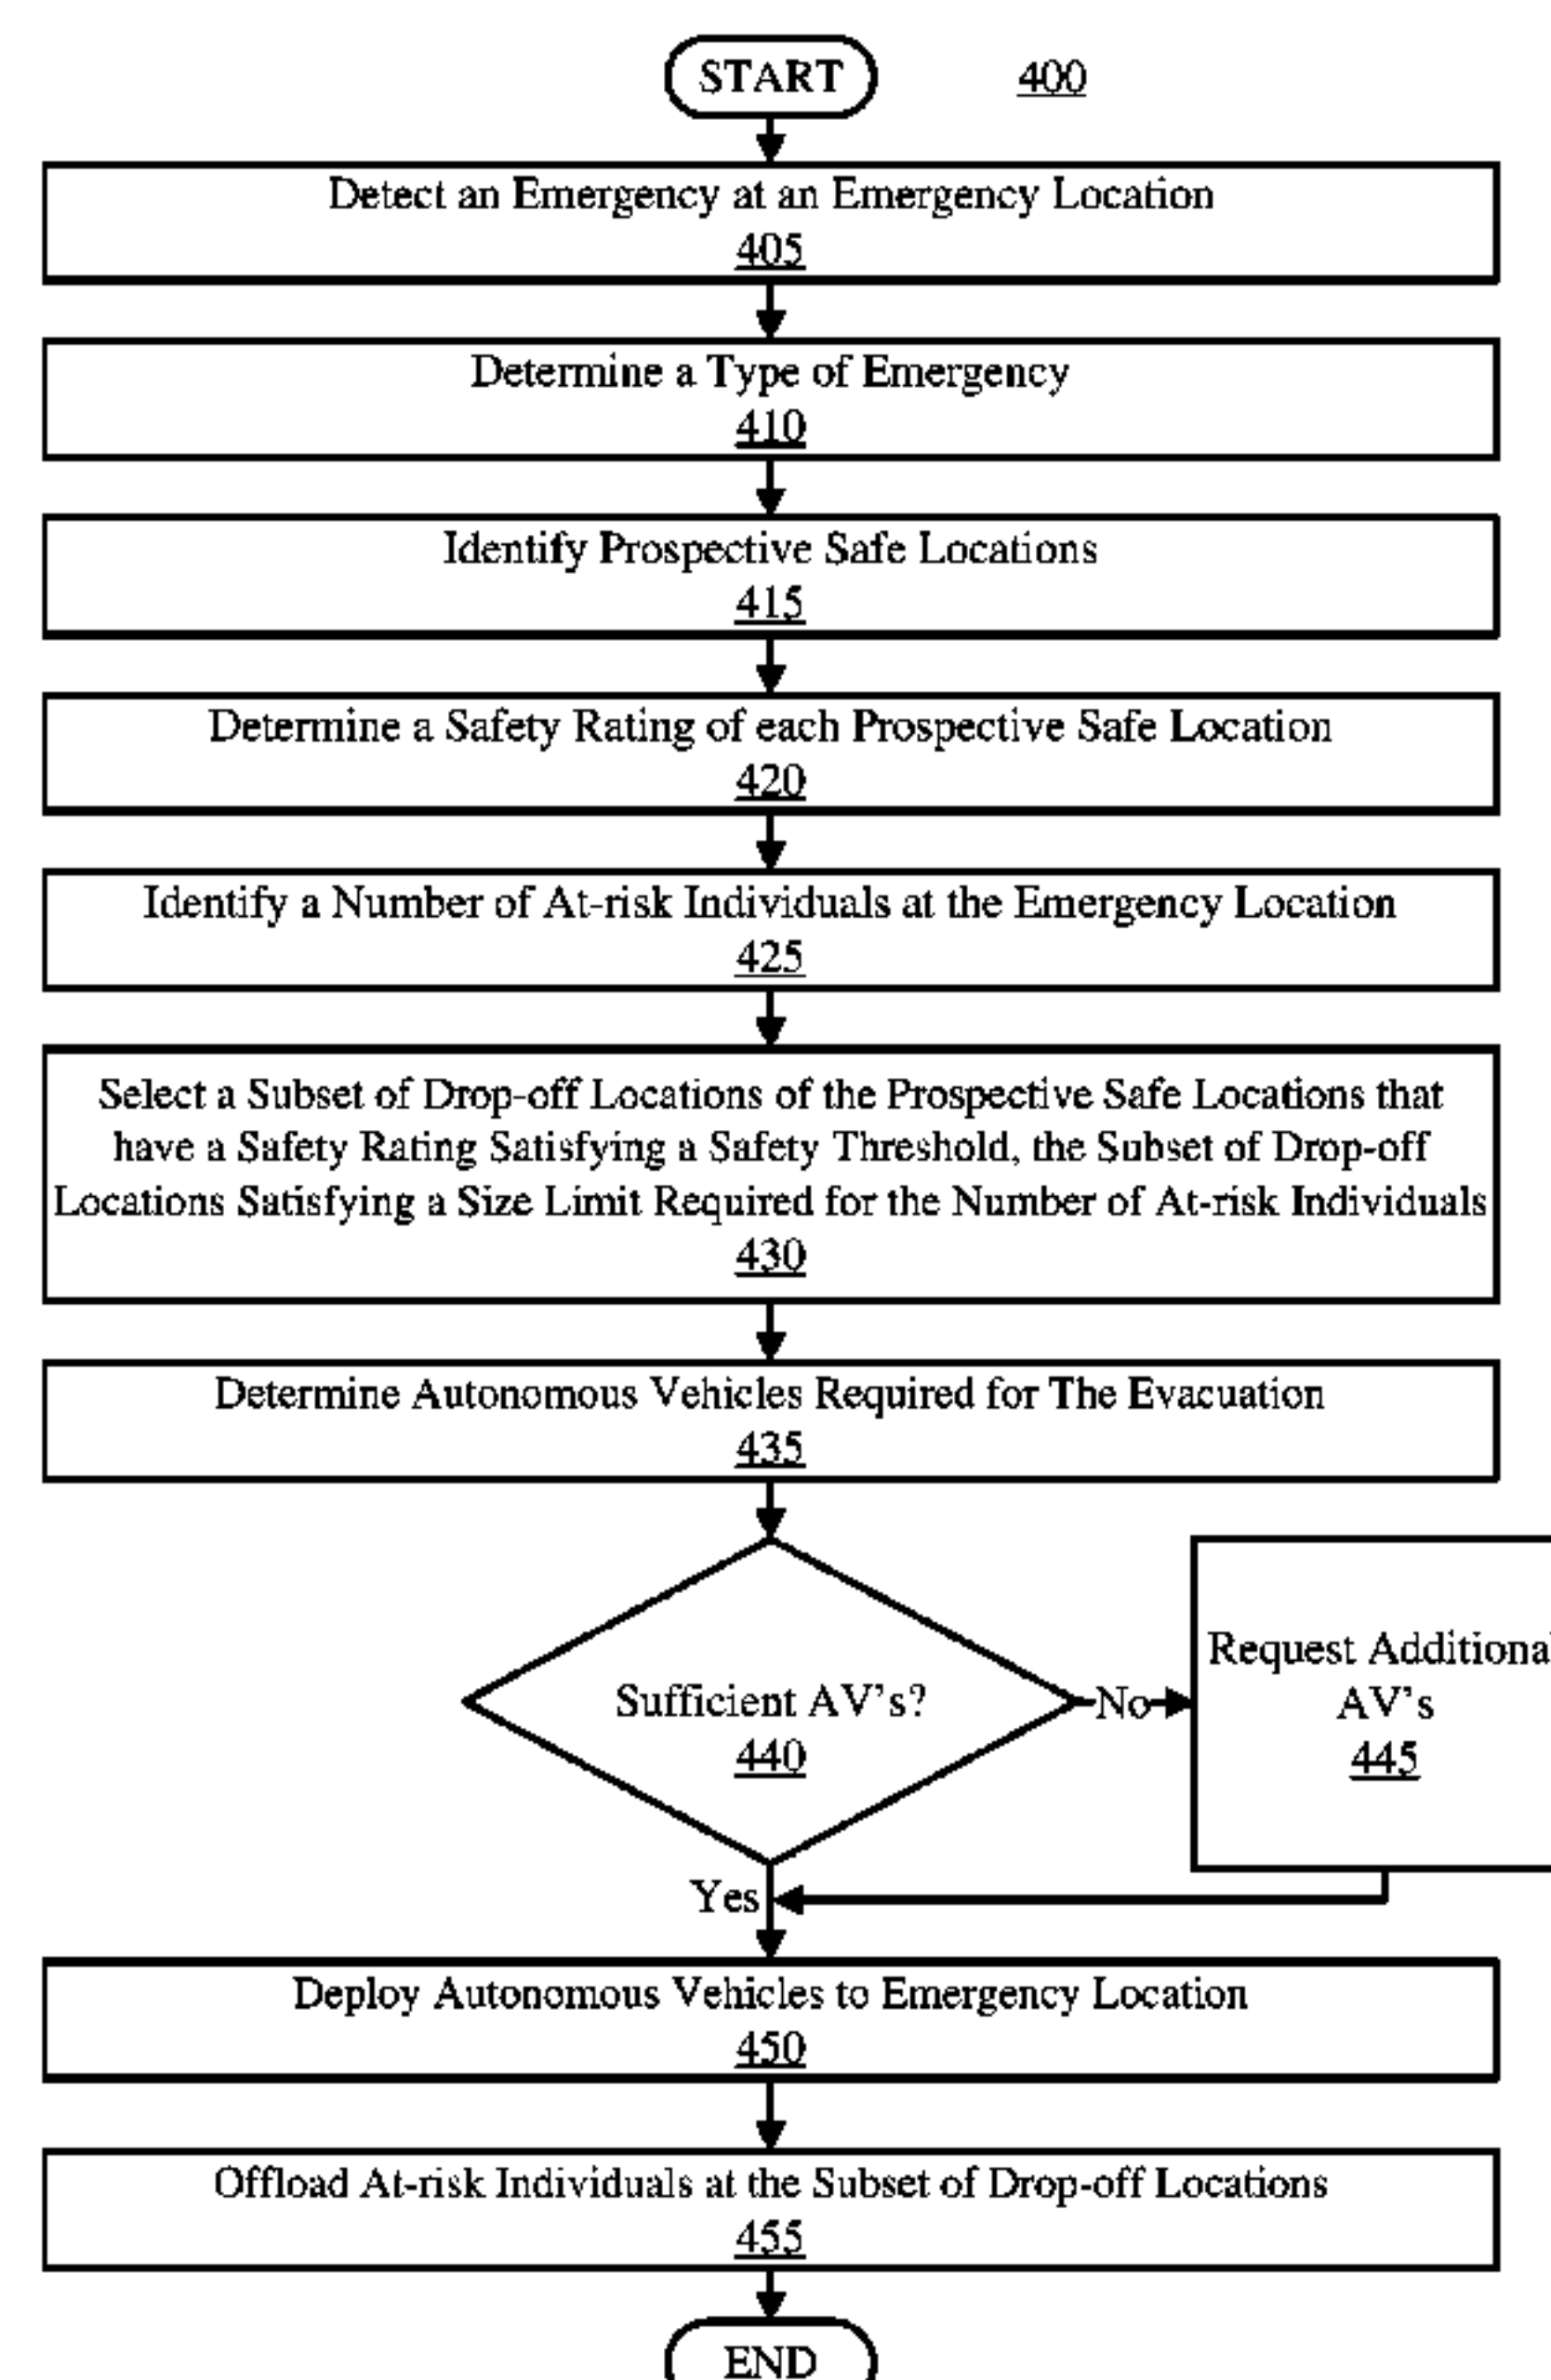 START
400
Detect an Emergency at an Emergency Location
405
Determine a Type of Emergency
410
Identify Prospective Safe Locations
415
Determine a Safety Rating of each Prospective Safe Location
420
Identify a Number of At-risk Individuals at the Emergency Location
425
Select a Subset of Drop-off Locations of the Prospective Safe Locations that
have a Safety Rating Satisfying a Safety Threshold, the Subset of Drop-off
Locations Satisfying a Size Limit Required for the Number of At-risk Individuals
430
Determine Autonomous Vehicles Required for The Evacuation
435
Sufficient AV's?
440
No
Request Additional
AV's
445
Yes
Deploy Autonomous Vehicles to Emergency Location
450
Offload At-risk Individuals at the Subset of Drop-off Locations
455
END